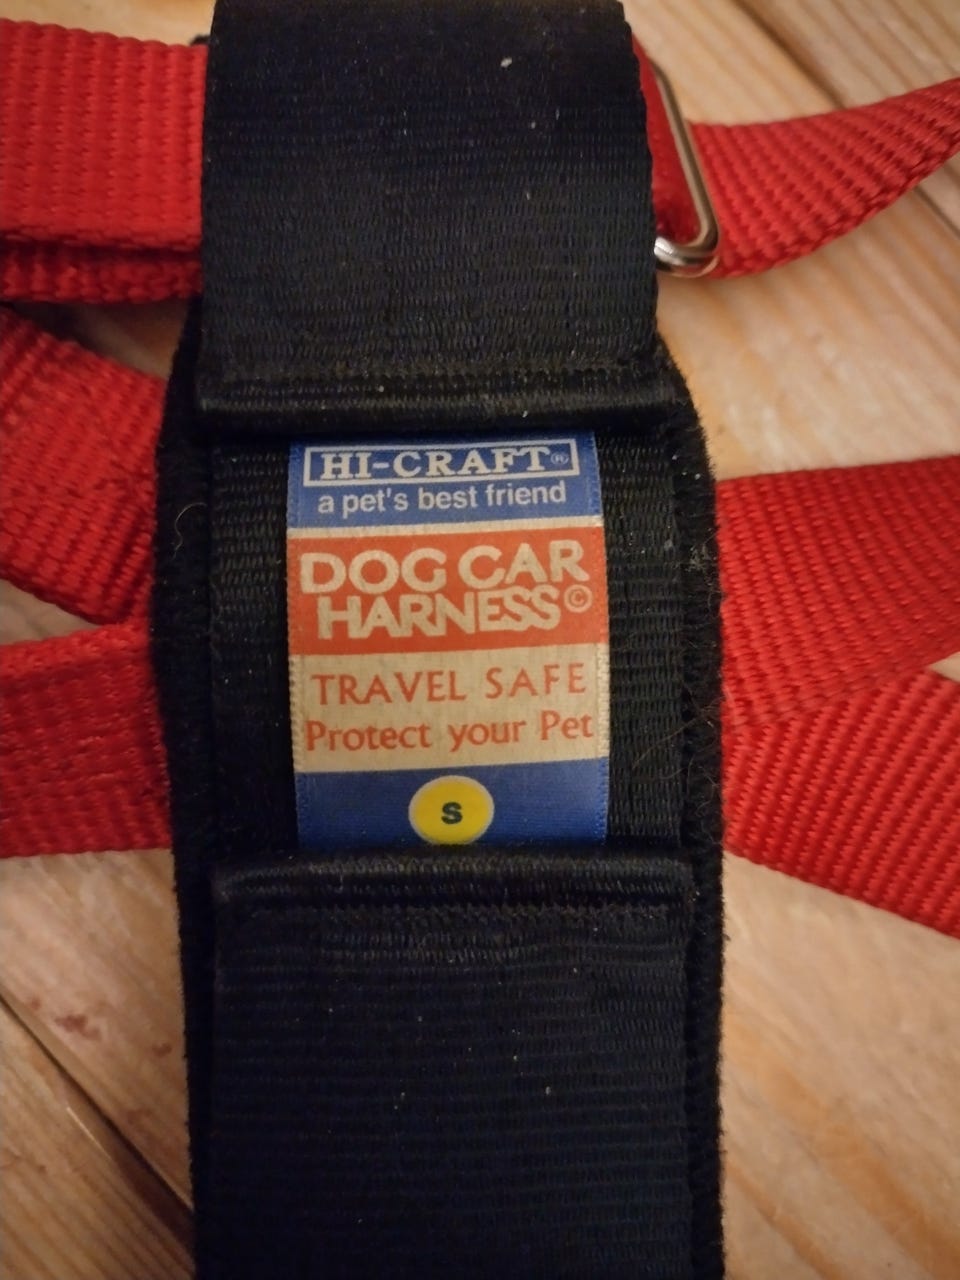 HI-CRAFT®
a pet's best friend
DOG CAR
HARNESS©
TRAVEL SAFE
Protect your Pet
S